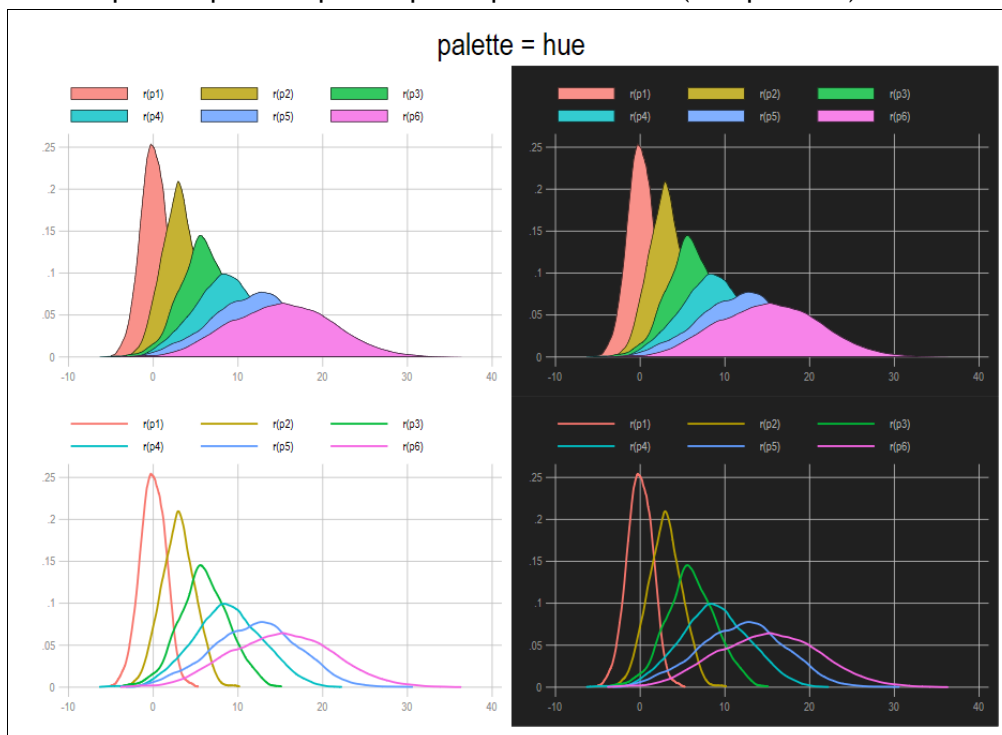 palette = hue
r(p1) r(p2) r(p3)
r(p4) r(p5) r(p6)
.25
.2
.15
.1
.05
0
-10 0 10 20 30 40
r(p1) r(p2) r(p3)
r(p4) r(p5) r(p6)
.25
.2
.15
.1
.05
0
-10 0 10 20 30 40
r(p1) r(p2) r(p3)
r(p4) r(p5) r(p6)
.25
.2
.15
.1
.05
0
-10 0 10 20 30 40
r(p1) r(p2) r(p3)
r(p4) r(p5) r(p6)
.25
.2
.15
.1
.05
0
-10 0 10 20 30 40